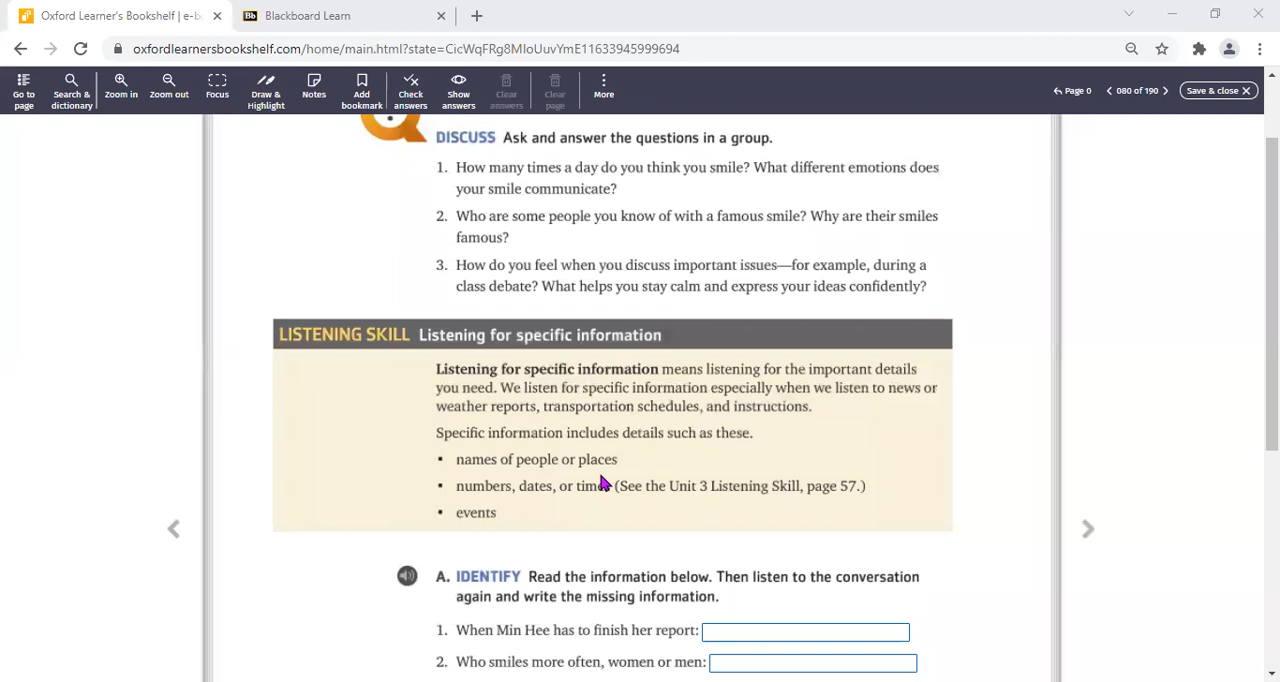 Oxford Learner's Bookshelf | e-b
Blackboard Learn
oxfordlearnersbookshelf.com/home/main.html?state=CicWqFRg8MIoUuvYmE11633945999694
Go to page
Search & dictionary
Zoom in
Zoom out
Focus
Draw & Highlight
Notes
Add bookmark
Check answers
Show answers
Clear answers
Clear page
More
Page 0
080 of 190
Save & close
DISCUSS Ask and answer the questions in a group.
1. How many times a day do you think you smile? What different emotions does
your smile communicate?
2. Who are some people you know of with a famous smile? Why are their smiles
famous?
3. How do you feel when you discuss important issues—for example, during a
class debate? What helps you stay calm and express your ideas confidently?
LISTENING SKILL Listening for specific information
Listening for specific information means listening for the important details
you need. We listen for specific information especially when we listen to news or
weather reports, transportation schedules, and instructions.
Specific information includes details such as these.
• names of people or places
• numbers, dates, or times (See the Unit 3 Listening Skill, page 57.)
• events
A. IDENTIFY Read the information below. Then listen to the conversation
again and write the missing information.
1. When Min Hee has to finish her report:
2. Who smiles more often, women or men: